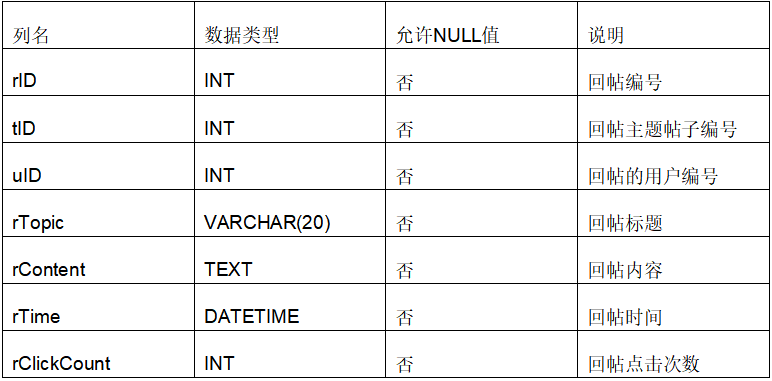 列名 数据类型 允许NULL值 说明
rID INT 否 回帖编号
tID INT 否 回帖主题帖子编号
uID INT 否 回帖的用户编号
rTopic VARCHAR(20) 否 回帖标题
rContent TEXT 否 回帖内容
rTime DATETIME 否 回帖时间
rClickCount INT 否 回帖点击次数